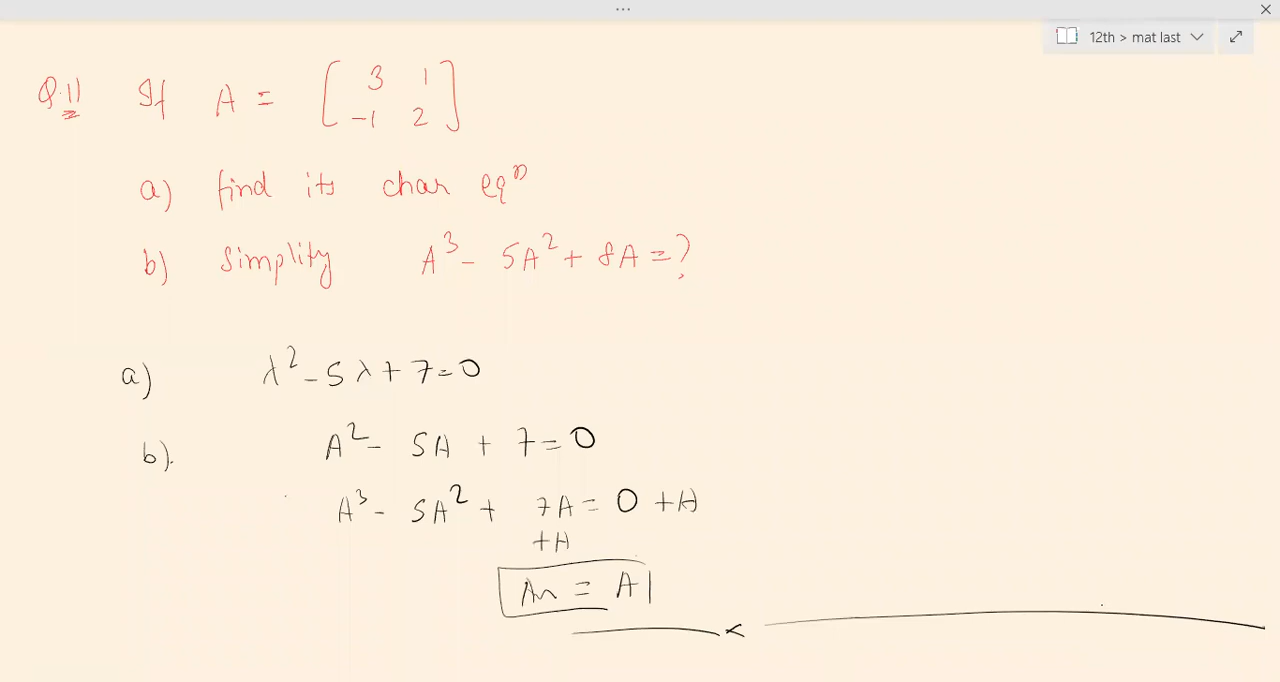 ...
12th > mat last
Q.11 If A = [ 3 1
-1 2 ]
a) find its char eqⁿ
b) Simplify A³ - 5A² + 8A = ?
a) λ² - 5λ + 7 = 0
b). A² - 5A + 7 = 0
A³ - 5A² + 7A = 0 + A
+A
An = A